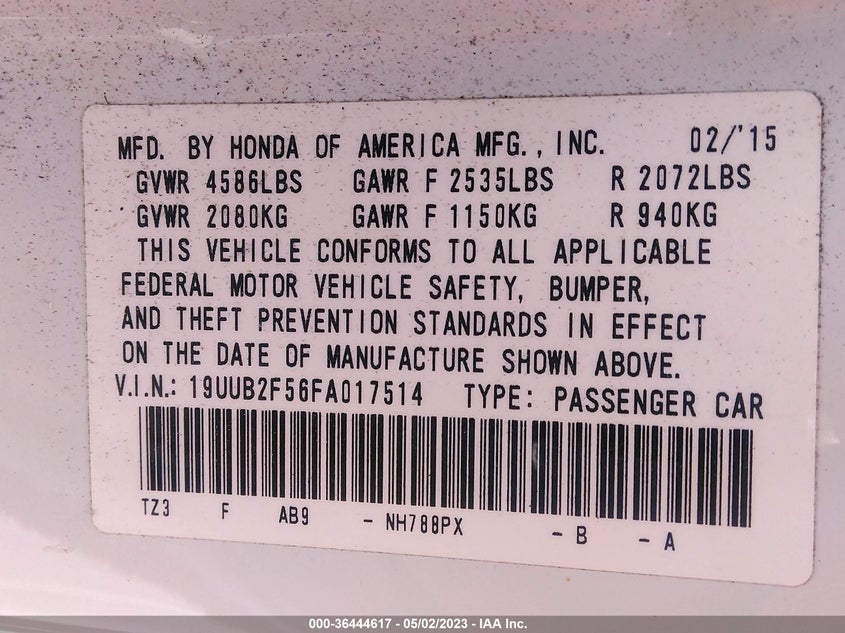 MFD. BY HONDA OF AMERICA MFG., INC. 02/'15
GVWR 4586LBS GAWR F 2535LBS R 2072LBS
GVWR 2080KG GAWR F 1150KG R 940KG
THIS VEHICLE CONFORMS TO ALL APPLICABLE
FEDERAL MOTOR VEHICLE SAFETY, BUMPER,
AND THEFT PREVENTION STANDARDS IN EFFECT
ON THE DATE OF MANUFACTURE SHOWN ABOVE.
V.I.N.: 19UUB2F56FA017514 TYPE: PASSENGER CAR
TZ3 F AB9 - NH788PX - B - A
000-36444617 - 05/02/2023 - IAA Inc.